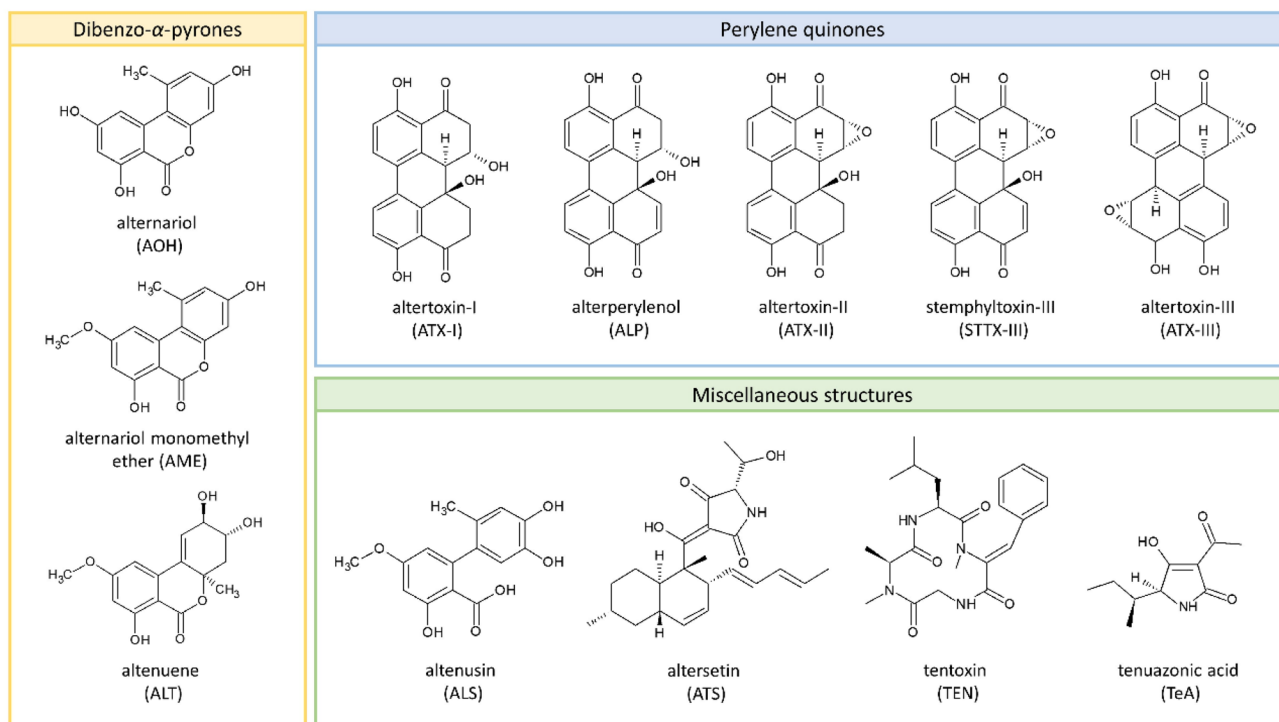 Dibenzo-α-pyrones
H₃C
OH
HO
O
OH
O
alternariol
(AOH)
H₃C
OH
O
H₃C
O
OH
O
alternariol monomethyl
ether (AME)
OH
OH
O
H₃C
CH₃
O
OH
O
altenuene
(ALT)
Perylene quinones
OH
O
H
OH
OH
OH
O
altertoxin-I
(ATX-I)
OH
O
H
OH
OH
OH
O
alterperylenol
(ALP)
OH
O
H
O
OH
OH
O
altertoxin-II
(ATX-II)
OH
O
H
O
OH
OH
O
stemphyltoxin-III
(STTX-III)
OH
O
O
H
O
H
OH
OH
altertoxin-III
(ATX-III)
Miscellaneous structures
H₃C
OH
O
H₃C
OH
O
OH
OH
altenusin
(ALS)
OH
O
HO
NH
O
H
H
altersetin
(ATS)
O
HN
O
N
O
N
NH
O
O
tentoxin
(TEN)
HO
O
H
O
NH
tenuazonic acid
(TeA)